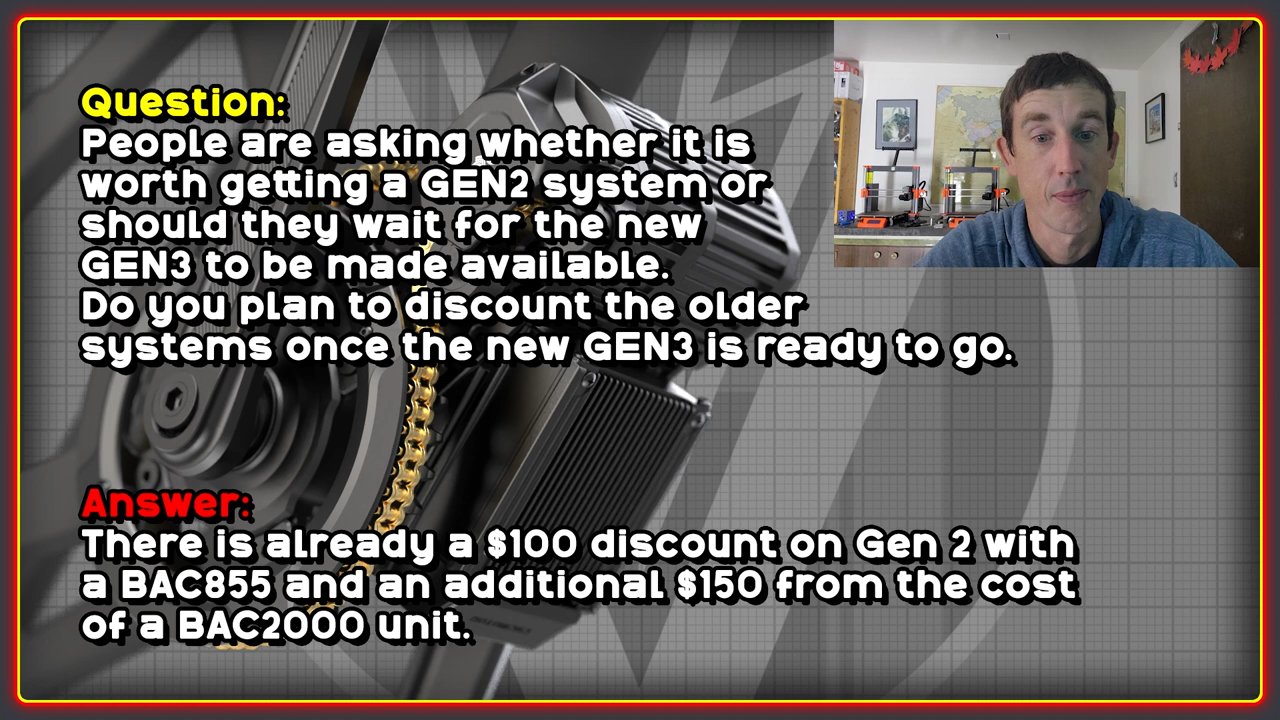 Question:
People are asking whether it is
worth getting a GEN2 system or
should they wait for the new
GEN3 to be made available.
Do you plan to discount the older
systems once the new GEN3 is ready to go.
Answer:
There is already a $100 discount on Gen 2 with
a BAC855 and an additional $150 from the cost
of a BAC2000 unit.